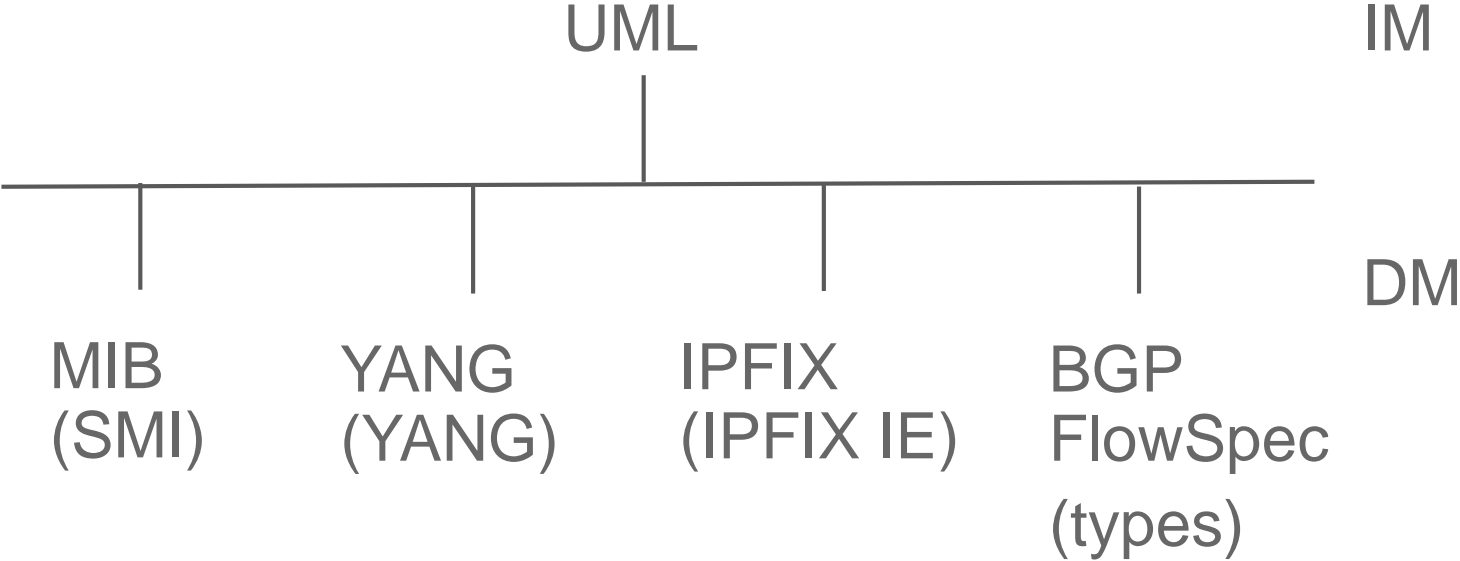 UML
IM
DM
MIB
(SMI)
YANG
(YANG)
IPFIX
(IPFIX IE)
BGP
FlowSpec
(types)